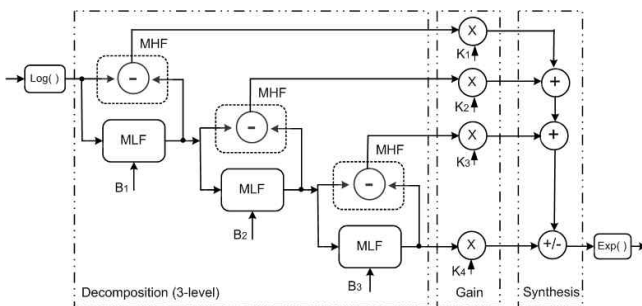 MHF
X
K1
Log( )
-
MHF
X
K2
+
MLF
-
MHF
X
K3
+
B1
MLF
-
B2
MLF
X
+/-
Exp( )
K4
B3
Decomposition (3-level)
Gain
Synthesis